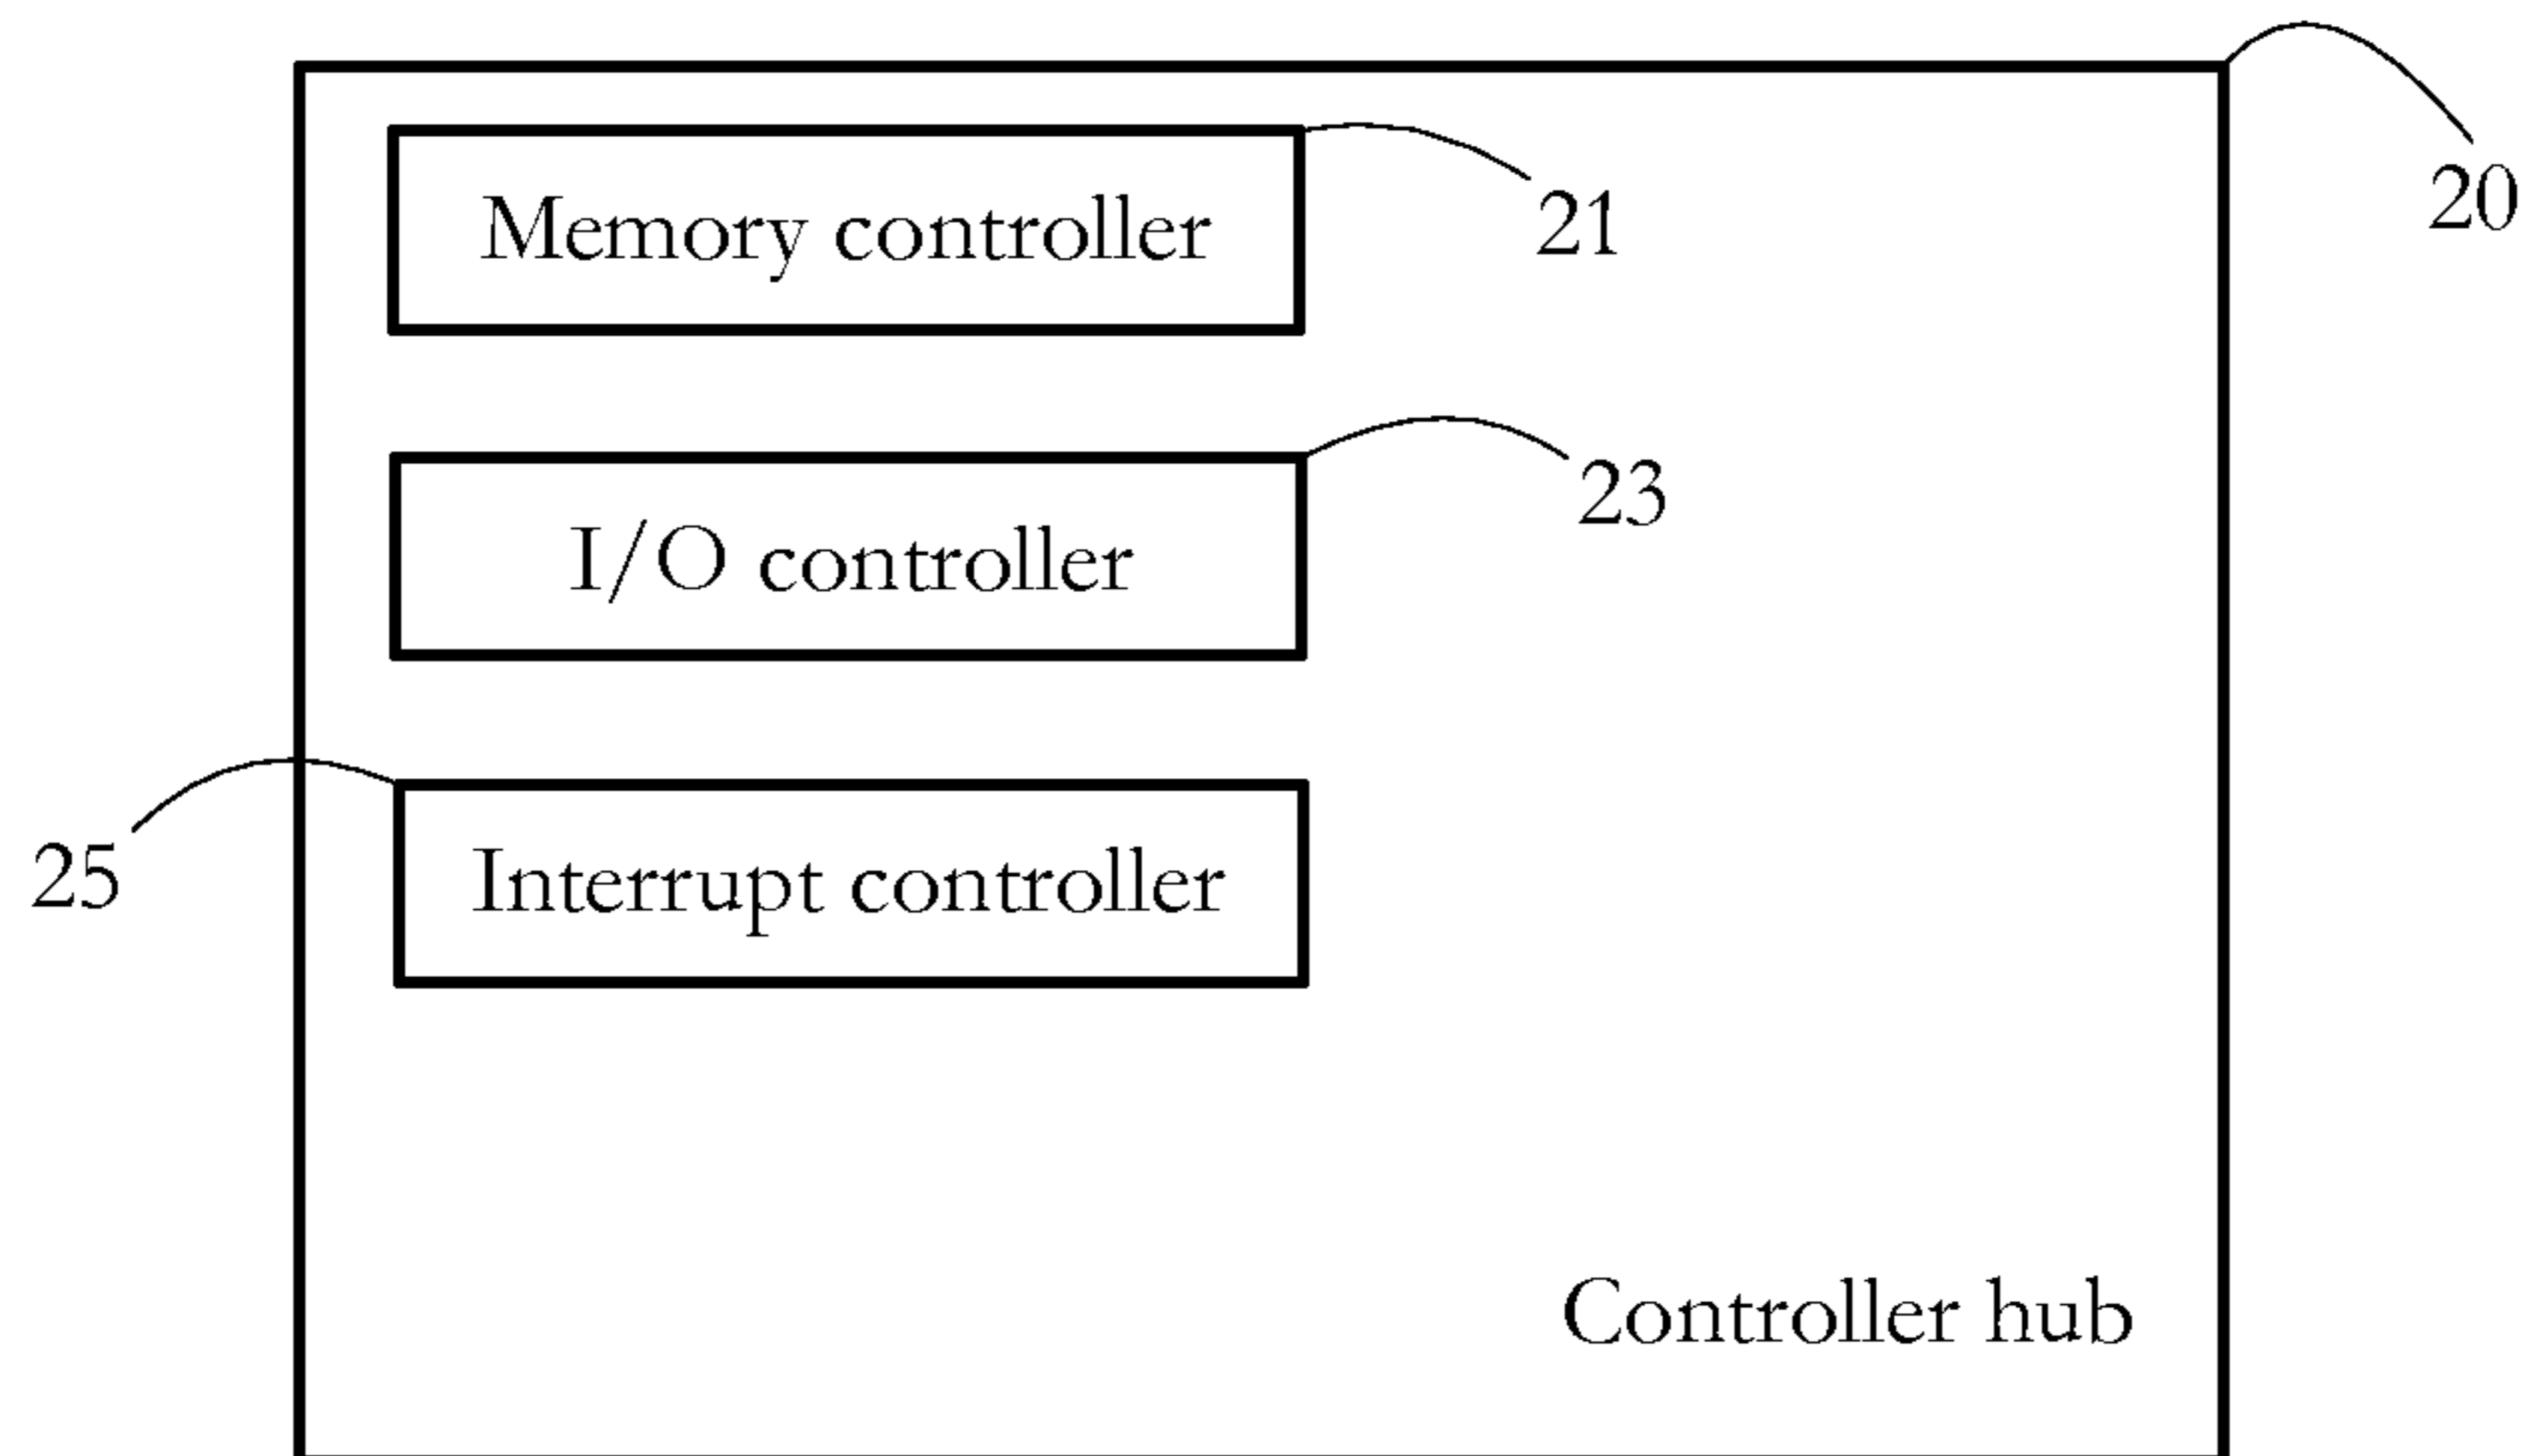 20
Memory controller
21
I/O controller
23
25
Interrupt controller
Controller hub